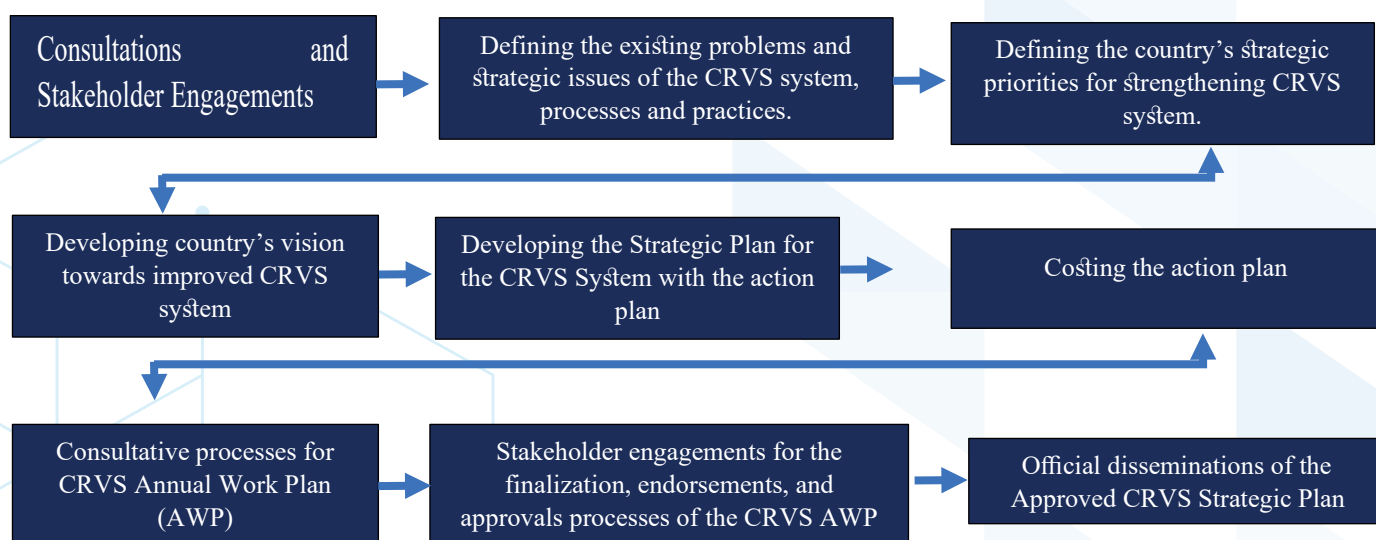 Consultations and
Stakeholder Engagements
Defining the existing problems and
strategic issues of the CRVS system,
processes and practices.
Defining the country’s strategic
priorities for strengthening CRVS
system.
Developing country’s vision
towards improved CRVS
system
Developing the Strategic Plan for
the CRVS System with the action
plan
Costing the action plan
Consultative processes for
CRVS Annual Work Plan
(AWP)
Stakeholder engagements for the
finalization, endorsements, and
approvals processes of the CRVS AWP
Official disseminations of the
Approved CRVS Strategic Plan